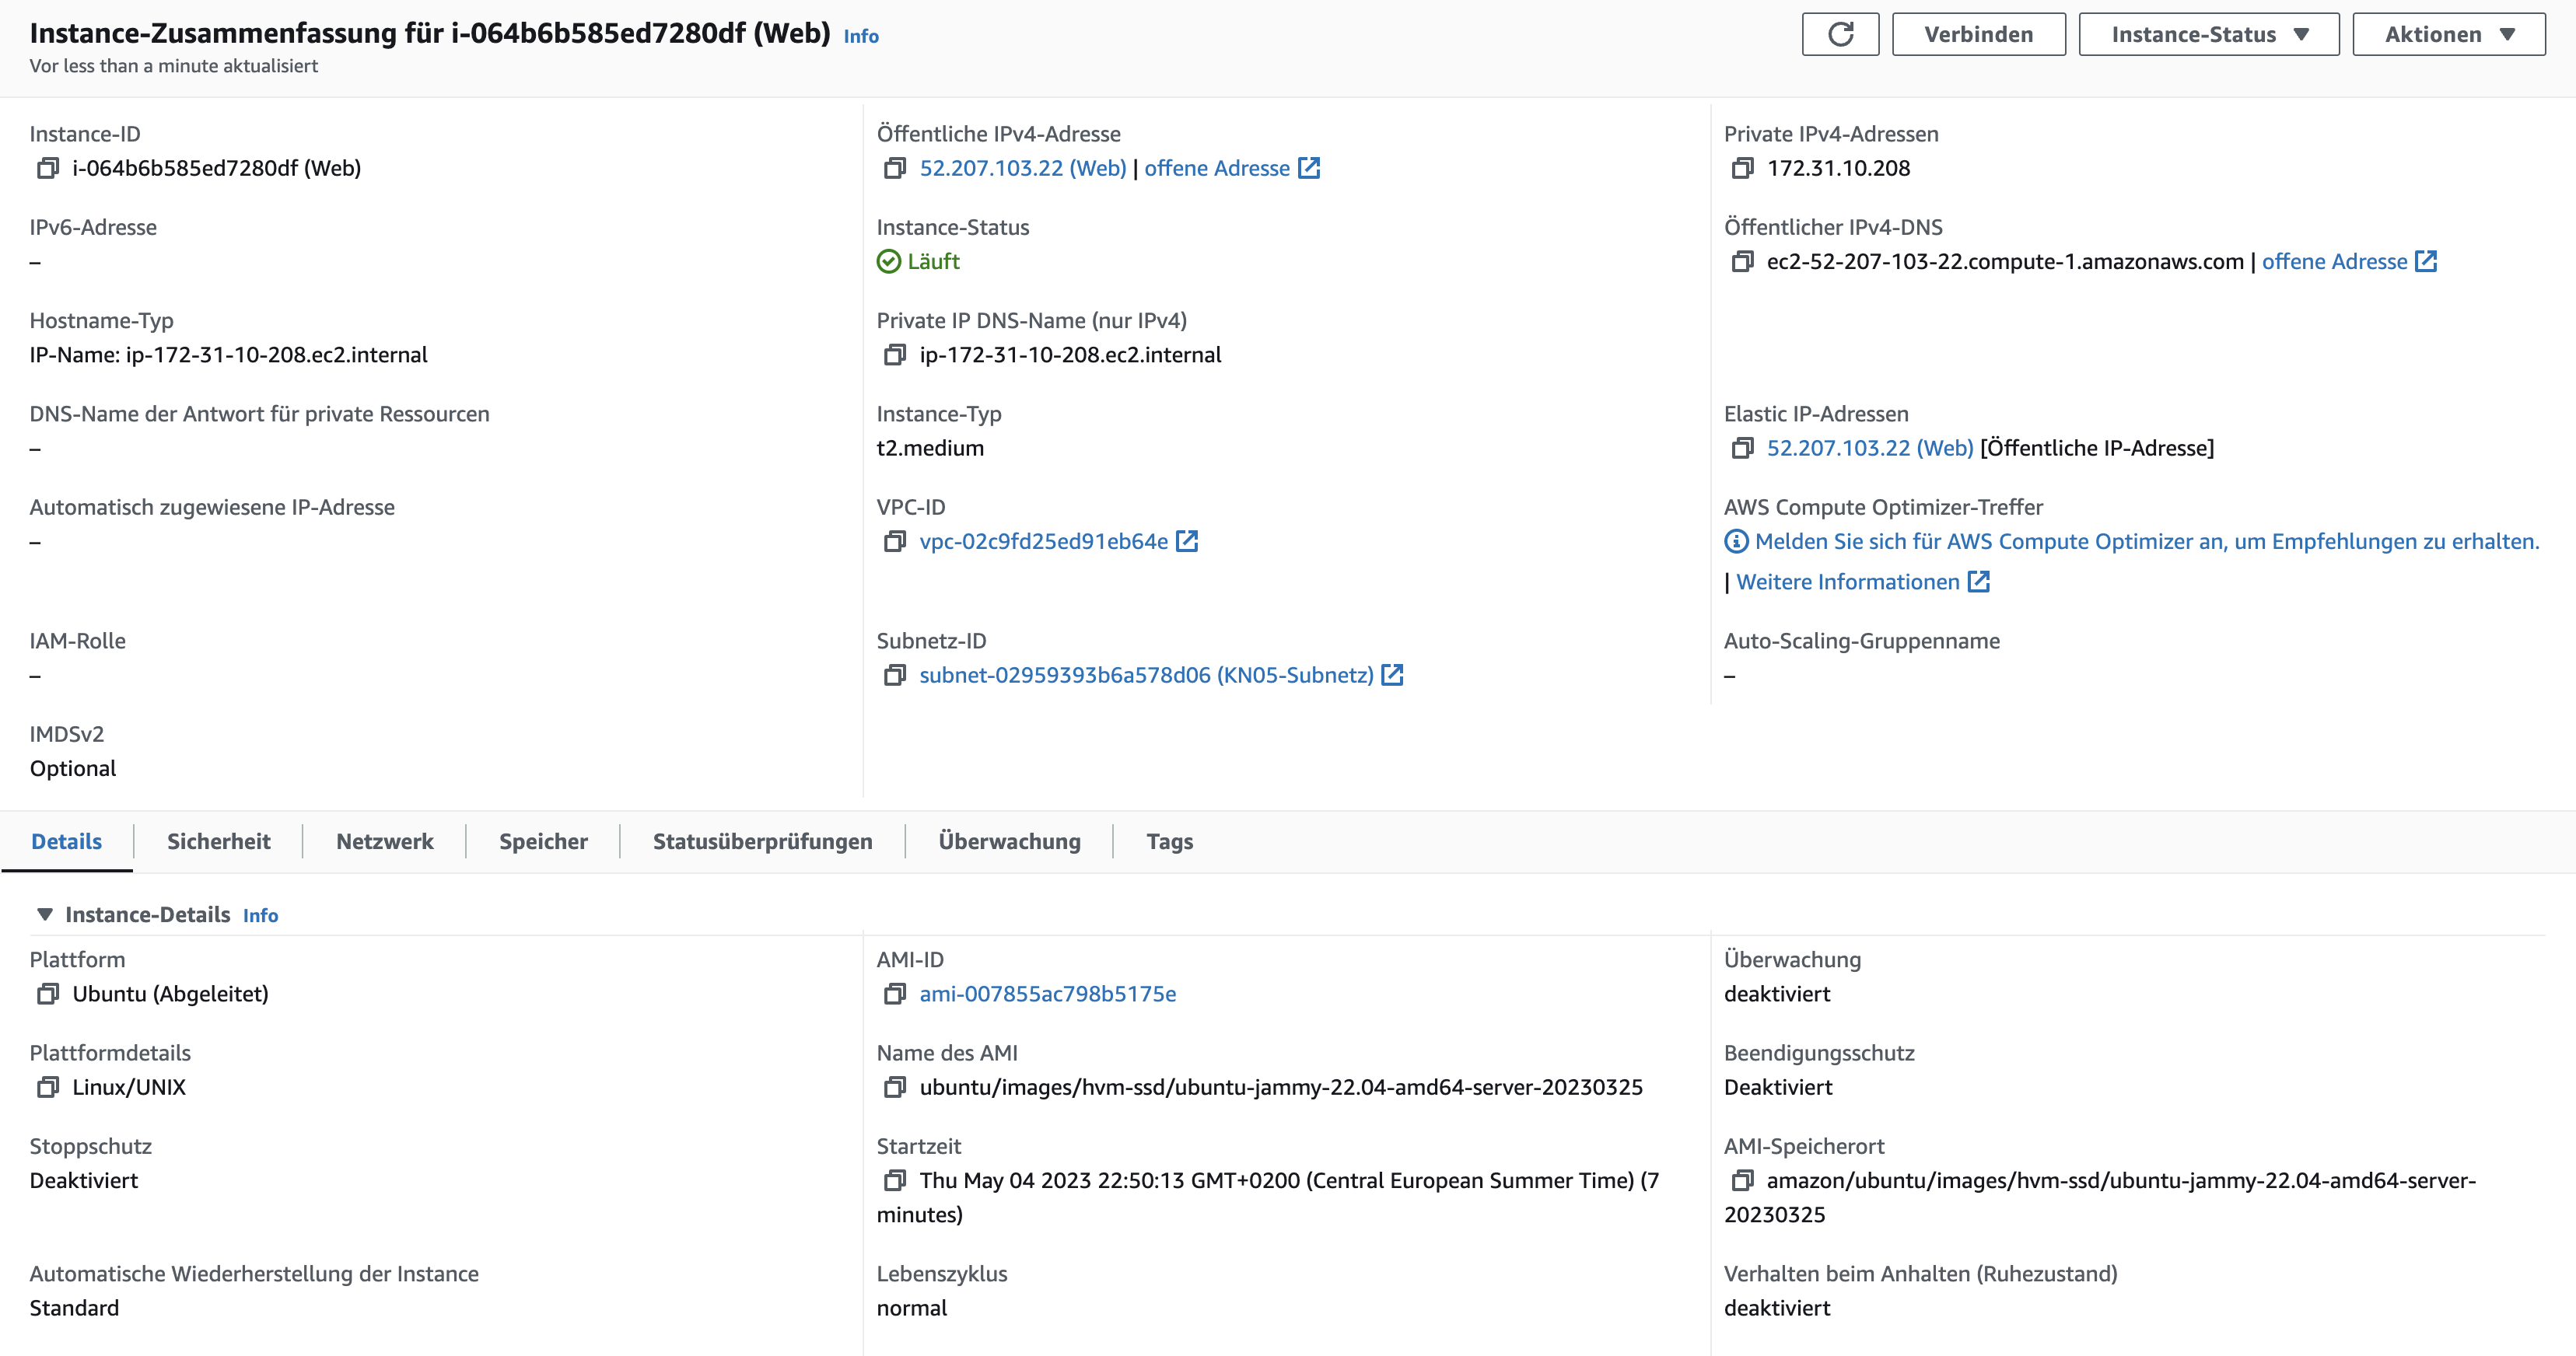 Instance-Zusammenfassung für i-064b6b585ed7280df (Web) Info
Vor less than a minute aktualisiert
Verbinden
Instance-Status
Aktionen
Instance-ID
i-064b6b585ed7280df (Web)
Öffentliche IPv4-Adresse
52.207.103.22 (Web) | offene Adresse
Private IPv4-Adressen
172.31.10.208
IPv6-Adresse
–
Instance-Status
Läuft
Öffentlicher IPv4-DNS
ec2-52-207-103-22.compute-1.amazonaws.com | offene Adresse
Hostname-Typ
IP-Name: ip-172-31-10-208.ec2.internal
Private IP DNS-Name (nur IPv4)
ip-172-31-10-208.ec2.internal
DNS-Name der Antwort für private Ressourcen
–
Instance-Typ
t2.medium
Elastic IP-Adressen
52.207.103.22 (Web) [Öffentliche IP-Adresse]
Automatisch zugewiesene IP-Adresse
–
VPC-ID
vpc-02c9fd25ed91eb64e
AWS Compute Optimizer-Treffer
Melden Sie sich für AWS Compute Optimizer an, um Empfehlungen zu erhalten.
| Weitere Informationen
IAM-Rolle
–
Subnetz-ID
subnet-02959393b6a578d06 (KN05-Subnetz)
Auto-Scaling-Gruppenname
–
IMDSv2
Optional
Details
Sicherheit
Netzwerk
Speicher
Statusüberprüfungen
Überwachung
Tags
Instance-Details Info
Plattform
Ubuntu (Abgeleitet)
AMI-ID
ami-007855ac798b5175e
Überwachung
deaktiviert
Plattformdetails
Linux/UNIX
Name des AMI
ubuntu/images/hvm-ssd/ubuntu-jammy-22.04-amd64-server-20230325
Beendigungsschutz
Deaktiviert
Stoppschutz
Deaktiviert
Startzeit
Thu May 04 2023 22:50:13 GMT+0200 (Central European Summer Time) (7
minutes)
AMI-Speicherort
amazon/ubuntu/images/hvm-ssd/ubuntu-jammy-22.04-amd64-server-
20230325
Automatische Wiederherstellung der Instance
Standard
Lebenszyklus
normal
Verhalten beim Anhalten (Ruhezustand)
deaktiviert